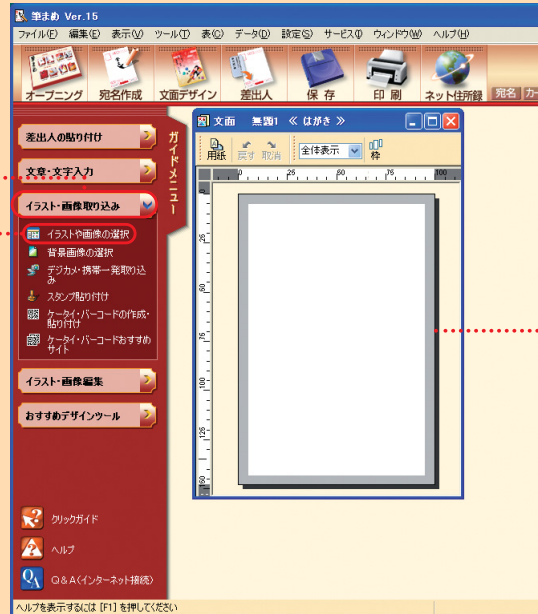 筆まめ Ver.15
ファイル(F) 編集(E) 表示(V) ツール(T) 表(C) データ(D) 設定(S) サービス(I) ウィンドウ(W) ヘルプ(H)
オープニング 宛名作成 文面デザイン 差出人 保存 印刷 ネット住所録 宛名 カー
差出人の貼り付け
文章・文字入力
イラスト・画像取り込み
イラストや画像の選択
背景画像の選択
デジカメ・携帯一発取り込
み
スタンプ貼り付け
ケータイ・バーコードの作成・
貼り付け
ケータイ・バーコードおすすめ
サイト
イラスト・画像編集
おすすめデザインツール
クリックガイド
ヘルプ
Q&A(インターネット接続)
ガイドメニュー
文面 無題1 ≪ はがき ≫
用紙 戻す 取消 全体表示 枠
0 25 50 75 100
0
25
50
75
100
125
150
ヘルプを表示するには [F1] を押してください